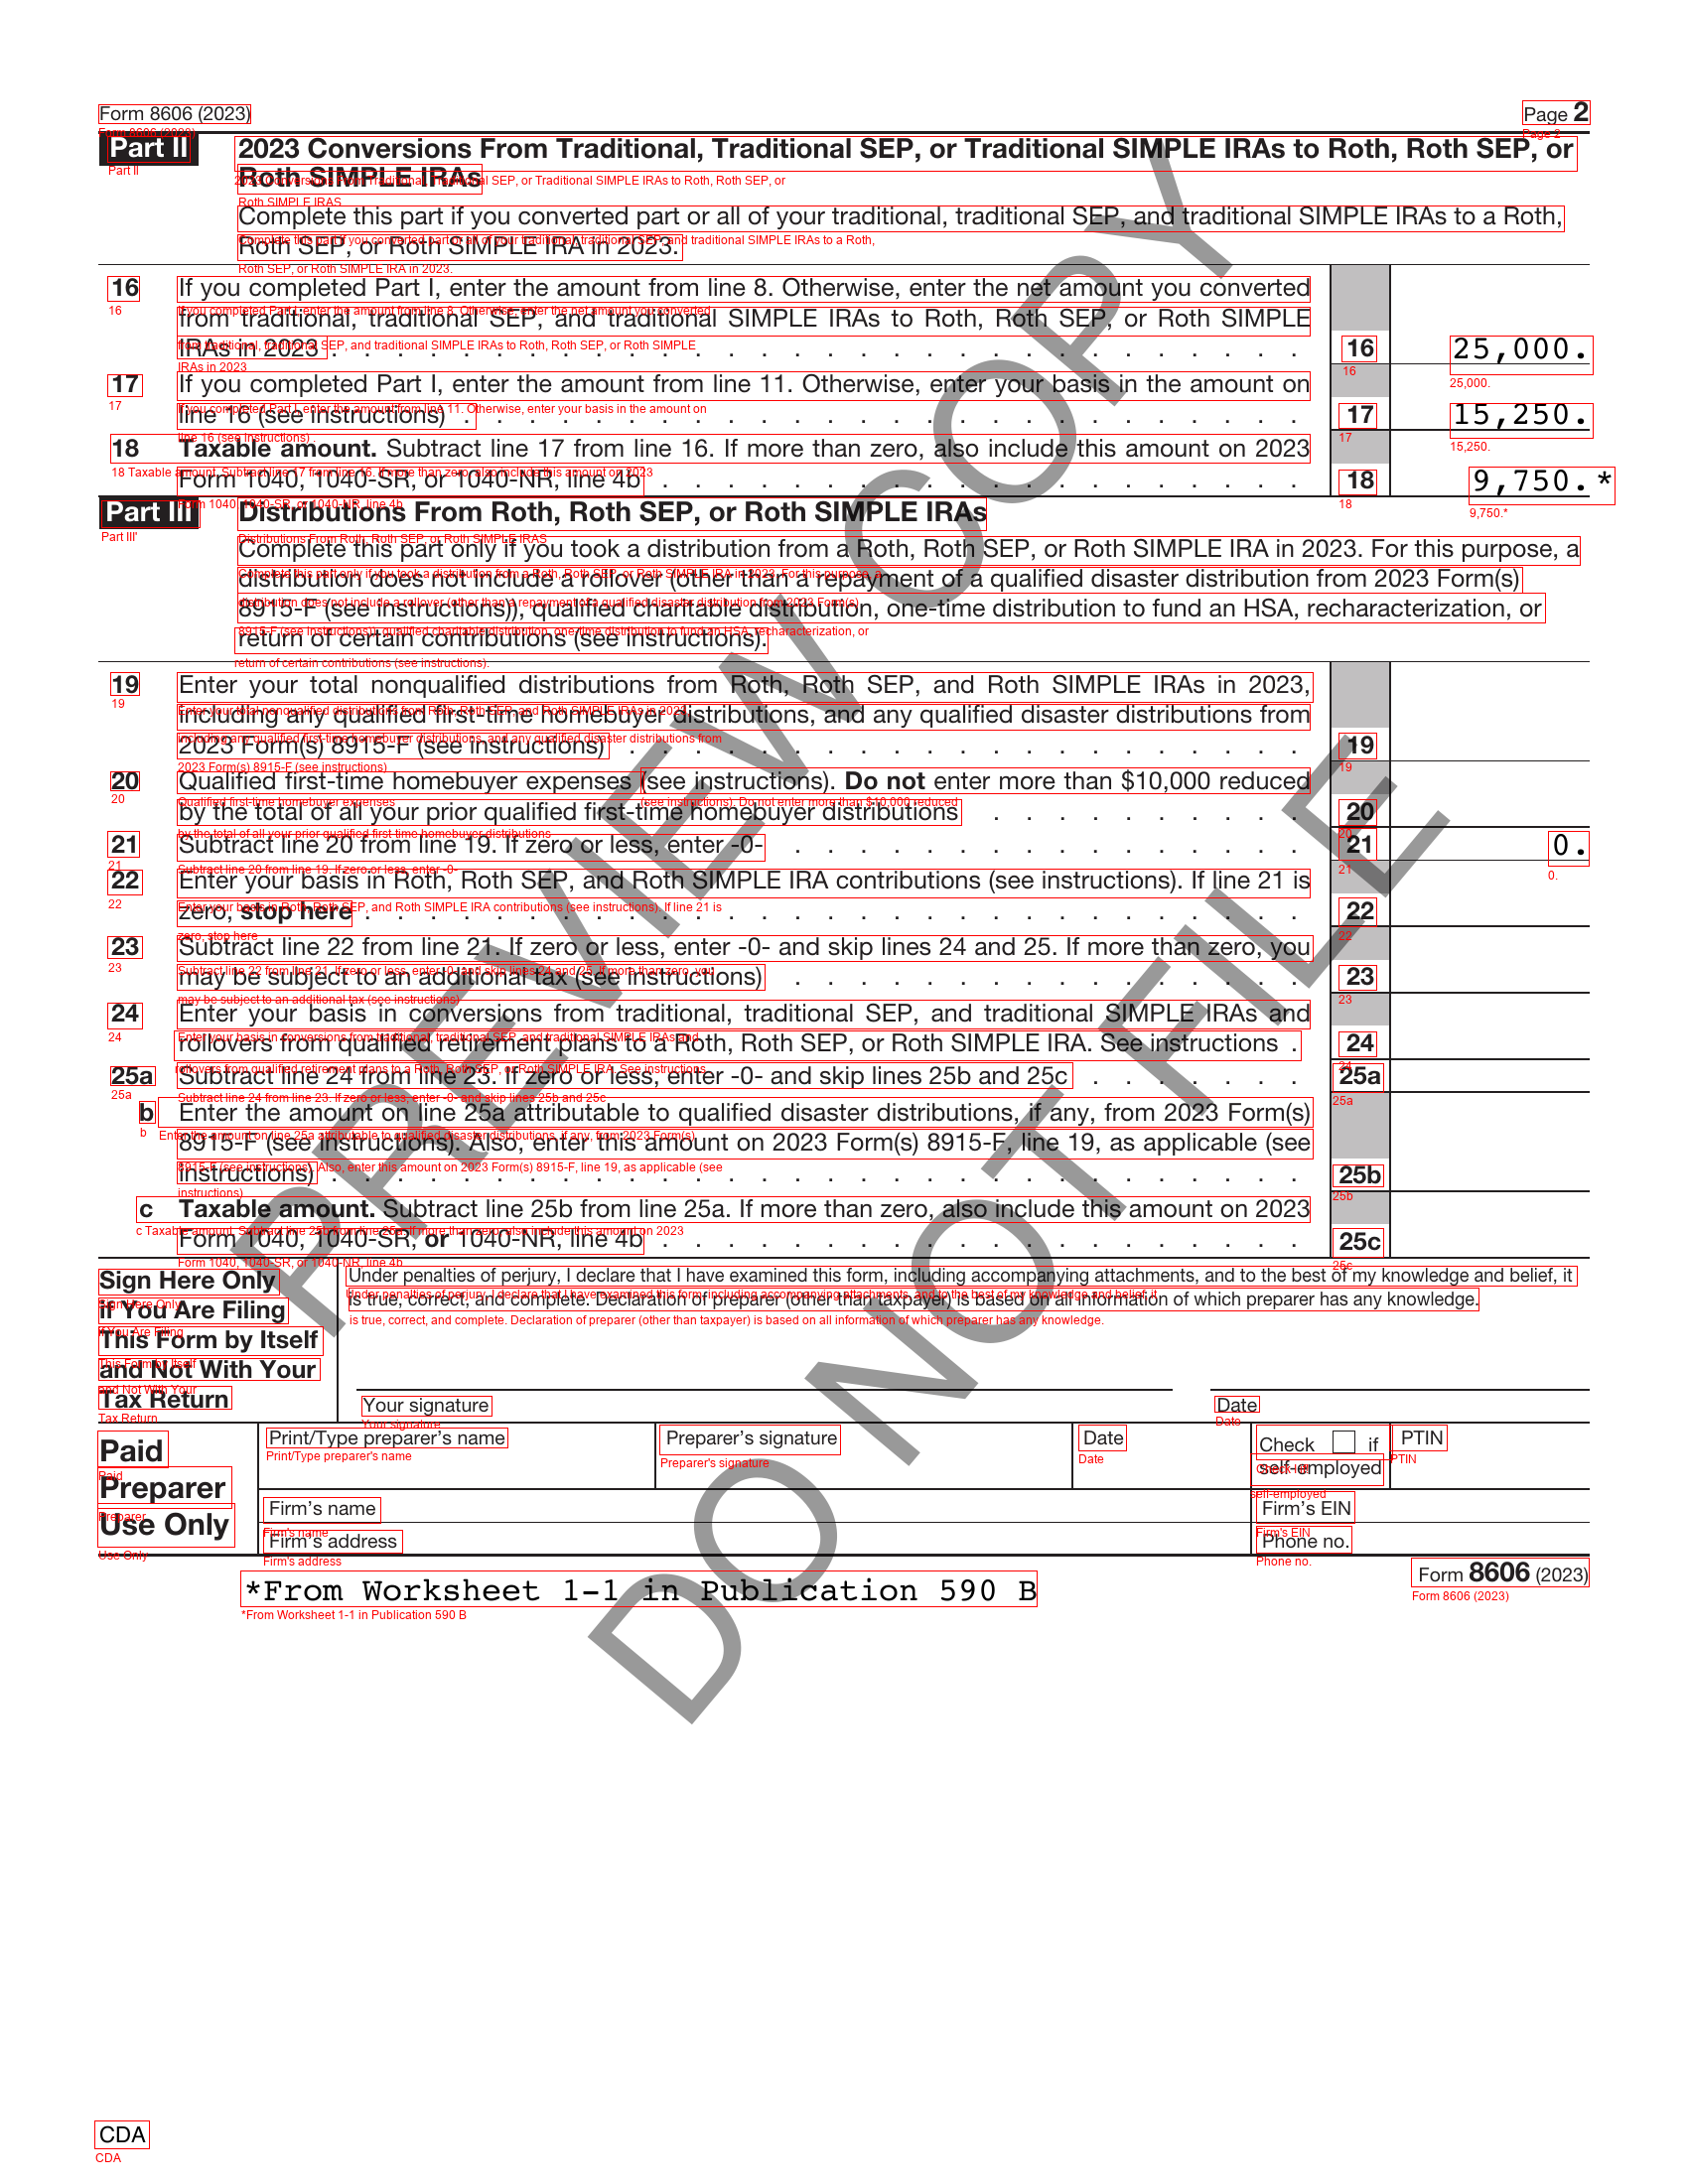 Form 8606 (2023) Page 2
Part II 2023 Conversions From Traditional, Traditional SEP, or Traditional SIMPLE IRAs to Roth, Roth SEP, or
Roth SIMPLE IRAs
Complete this part if you converted part or all of your traditional, traditional SEP, and traditional SIMPLE IRAs to a Roth,
Roth SEP, or Roth SIMPLE IRA in 2023.
16 If you completed Part I, enter the amount from line 8. Otherwise, enter the net amount you converted
from traditional, traditional SEP, and traditional SIMPLE IRAs to Roth, Roth SEP, or Roth SIMPLE
IRAs in 2023 . . . . . . . . . . . . . . . . . . . . . . . . . . . . . . 16 25,000.
17 If you completed Part I, enter the amount from line 11. Otherwise, enter your basis in the amount on
line 16 (see instructions) . . . . . . . . . . . . . . . . . . . . . . . . . . 17 15,250.
18 Taxable amount. Subtract line 17 from line 16. If more than zero, also include this amount on 2023
Form 1040, 1040-SR, or 1040-NR, line 4b . . . . . . . . . . . . . . . . . . . . 18 9,750.*
Part III Distributions From Roth, Roth SEP, or Roth SIMPLE IRAs
Complete this part only if you took a distribution from a Roth, Roth SEP, or Roth SIMPLE IRA in 2023. For this purpose, a
distribution does not include a rollover (other than a repayment of a qualified disaster distribution from 2023 Form(s)
8915-F (see instructions)), qualified charitable distribution, one-time distribution to fund an HSA, recharacterization, or
return of certain contributions (see instructions).
19 Enter your total nonqualified distributions from Roth, Roth SEP, and Roth SIMPLE IRAs in 2023,
including any qualified first-time homebuyer distributions, and any qualified disaster distributions from
2023 Form(s) 8915-F (see instructions) . . . . . . . . . . . . . . . . . . . . . 19
20 Qualified first-time homebuyer expenses (see instructions). Do not enter more than $10,000 reduced
by the total of all your prior qualified first-time homebuyer distributions . . . . . . . . . . 20
21 Subtract line 20 from line 19. If zero or less, enter -0- . . . . . . . . . . . . . . . . 21 0.
22 Enter your basis in Roth, Roth SEP, and Roth SIMPLE IRA contributions (see instructions). If line 21 is
zero, stop here . . . . . . . . . . . . . . . . . . . . . . . . . . . . . 22
23 Subtract line 22 from line 21. If zero or less, enter -0- and skip lines 24 and 25. If more than zero, you
may be subject to an additional tax (see instructions) . . . . . . . . . . . . . . . . 23
24 Enter your basis in conversions from traditional, traditional SEP, and traditional SIMPLE IRAs and
rollovers from qualified retirement plans to a Roth, Roth SEP, or Roth SIMPLE IRA. See instructions . 24
25a Subtract line 24 from line 23. If zero or less, enter -0- and skip lines 25b and 25c . . . . . . . 25a
b Enter the amount on line 25a attributable to qualified disaster distributions, if any, from 2023 Form(s)
8915-F (see instructions). Also, enter this amount on 2023 Form(s) 8915-F, line 19, as applicable (see
instructions) . . . . . . . . . . . . . . . . . . . . . . . . . . . . . . 25b
c Taxable amount. Subtract line 25b from line 25a. If more than zero, also include this amount on 2023
Form 1040, 1040-SR, or 1040-NR, line 4b . . . . . . . . . . . . . . . . . . . . 25c
Sign Here Only
If You Are Filing
This Form by Itself
and Not With Your
Tax Return
Under penalties of perjury, I declare that I have examined this form, including accompanying attachments, and to the best of my knowledge and belief, it
is true, correct, and complete. Declaration of preparer (other than taxpayer) is based on all information of which preparer has any knowledge.
Your signature Date
Paid
Preparer
Use Only
Print/Type preparer's name Preparer's signature Date Check if
self-employed PTIN
Firm's name Firm's EIN
Firm's address Phone no.
Form 8606 (2023)
*From Worksheet 1-1 in Publication 590 B
PREVIEW COPY
DO NOT FILE
CDA